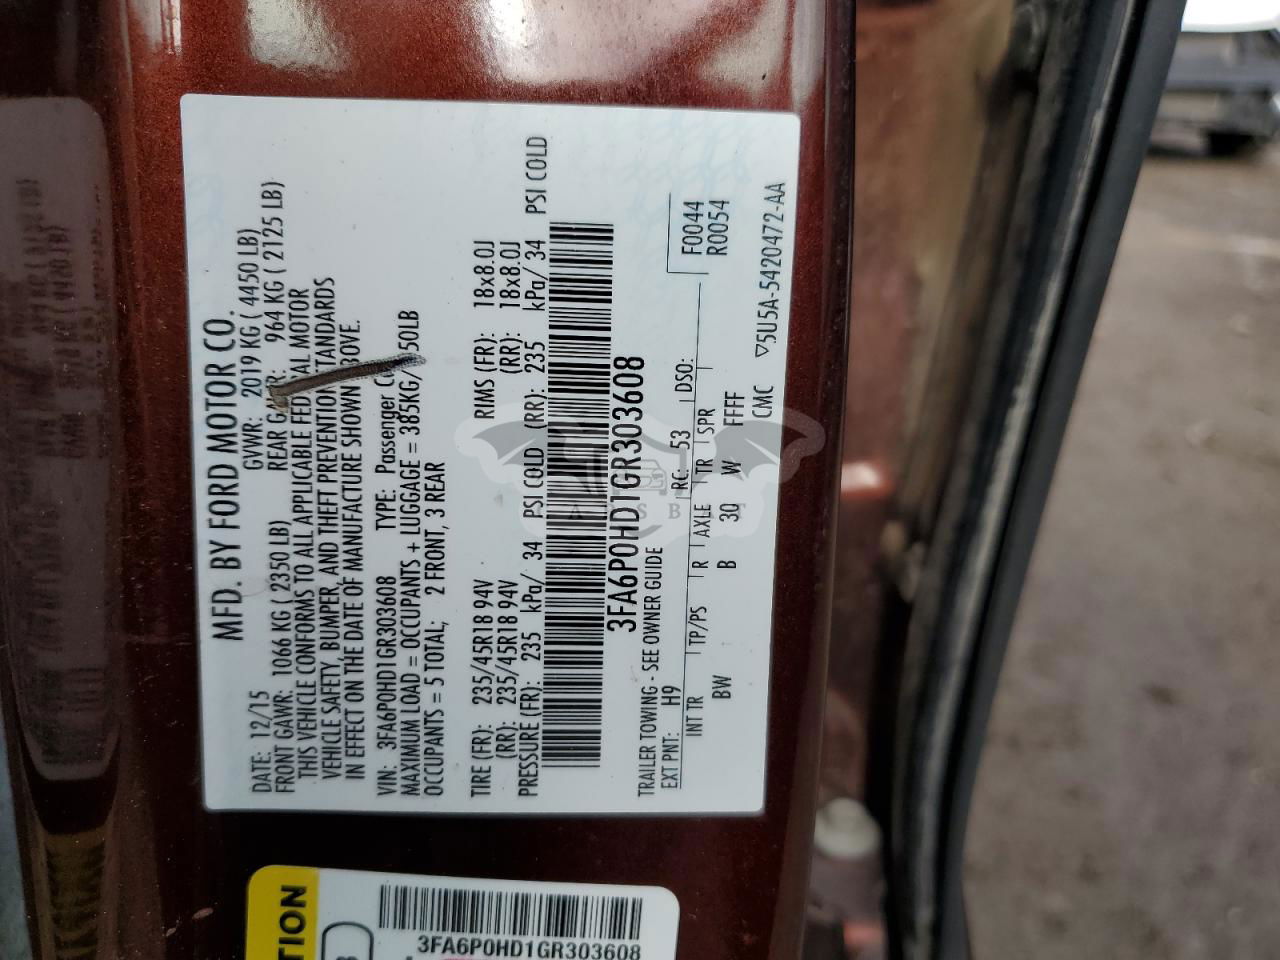 MFD. BY FORD MOTOR CO.
DATE: 12/15 GVWR: 2019 KG ( 4450 LB)
FRONT GAWR: 1066 KG ( 2350 LB) REAR 964 KG ( 2125 LB)
THIS VEHICLE CONFORMS TO ALL APPLICABLE MOTOR
VEHICLE SAFETY, BUMPER, AND THEFT PREVENTION STANDARDS
IN EFFECT ON THE DATE OF MANUFACTURE SHOWN
VIN: 3FA6P0HD1GR303608 TYPE: Passenger
MAXIMUM LOAD = OCCUPANTS + LUGGAGE = 385KG/ 50LB
OCCUPANTS = 5 TOTAL; 2 FRONT, 3 REAR
TIRE (FR): 235/45R18 94V RIMS (FR): 18x8.0J
(RR): 235/45R18 94V (RR): 18x8.0J
PRESSURE (FR): 235 kPa/ 34 PSI COLD (RR): 235 kPa/ 34 PSI COLD
3FA6P0HD1GR303608
TRAILER TOWING - SEE OWNER GUIDE
EXT PNT: H9 RC: 53 DSO: F0044
INT TR TP/PS R AXLE TR SPR R0054
BW B 30 W FFFF
CMC ▽5U5A-5420472-AA
TION
3FA6P0HD1GR303608